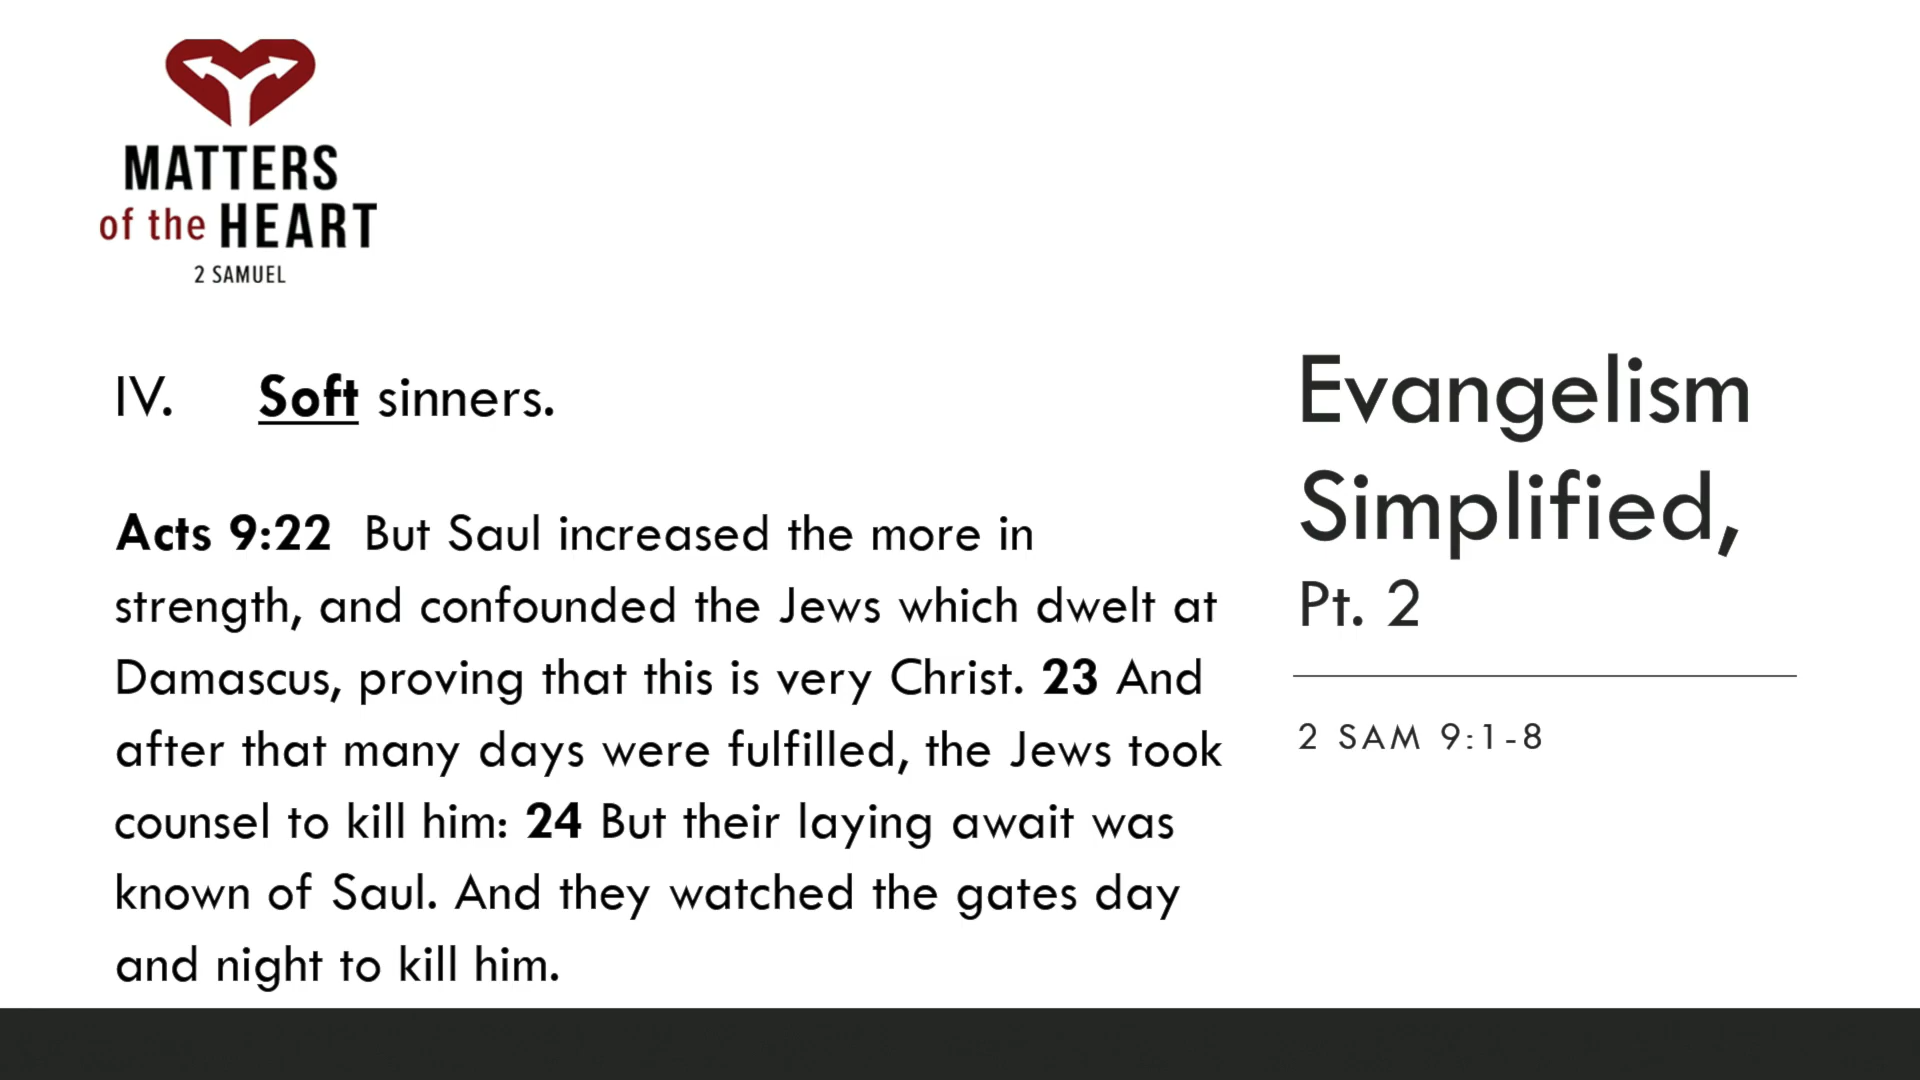 MATTERS
of the HEART
2 SAMUEL
IV. Soft sinners.
Acts 9:22 But Saul increased the more in
strength, and confounded the Jews which dwelt at
Damascus, proving that this is very Christ. 23 And
after that many days were fulfilled, the Jews took
counsel to kill him: 24 But their laying await was
known of Saul. And they watched the gates day
and night to kill him.
Evangelism
Simplified,
Pt. 2
2 SAM 9:1-8